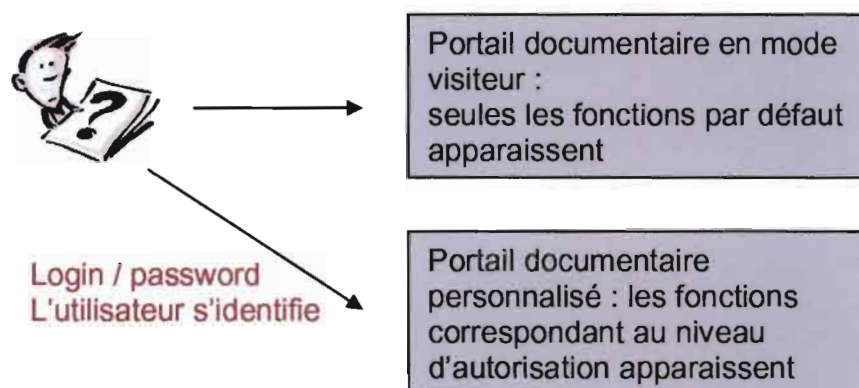 ?
Portail documentaire en mode
visiteur :
seules les fonctions par défaut
apparaissent
Login / password
L'utilisateur s'identifie
Portail documentaire
personnalisé : les fonctions
correspondant au niveau
d'autorisation apparaissent